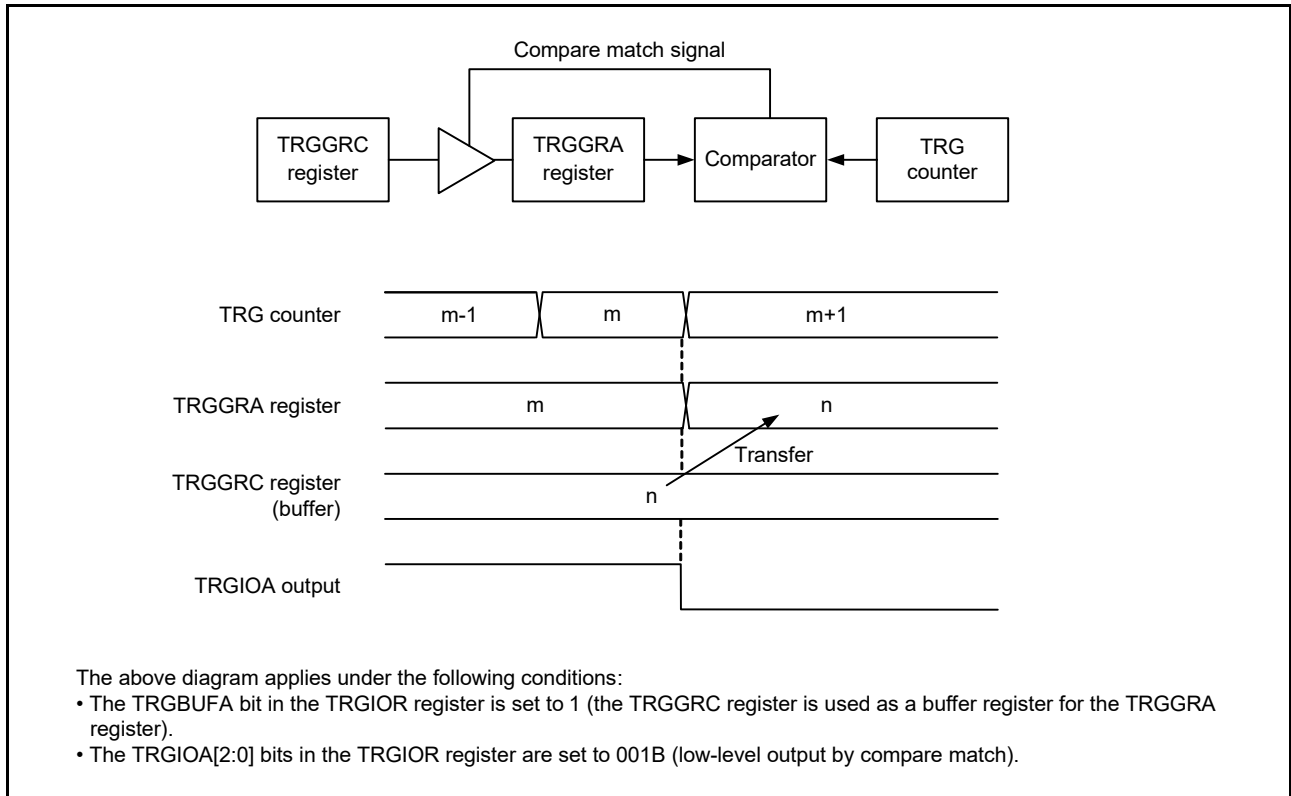 Compare match signal
TRGGRC
register
TRGGRA
register
Comparator
TRG
counter
TRG counter
m-1
m
m+1
TRGGRA register
m
n
Transfer
TRGGRC register
(buffer)
n
TRGIOA output
The above diagram applies under the following conditions:
• The TRGBUFA bit in the TRGIOR register is set to 1 (the TRGGRC register is used as a buffer register for the TRGGRA
register).
• The TRGIOA[2:0] bits in the TRGIOR register are set to 001B (low-level output by compare match).